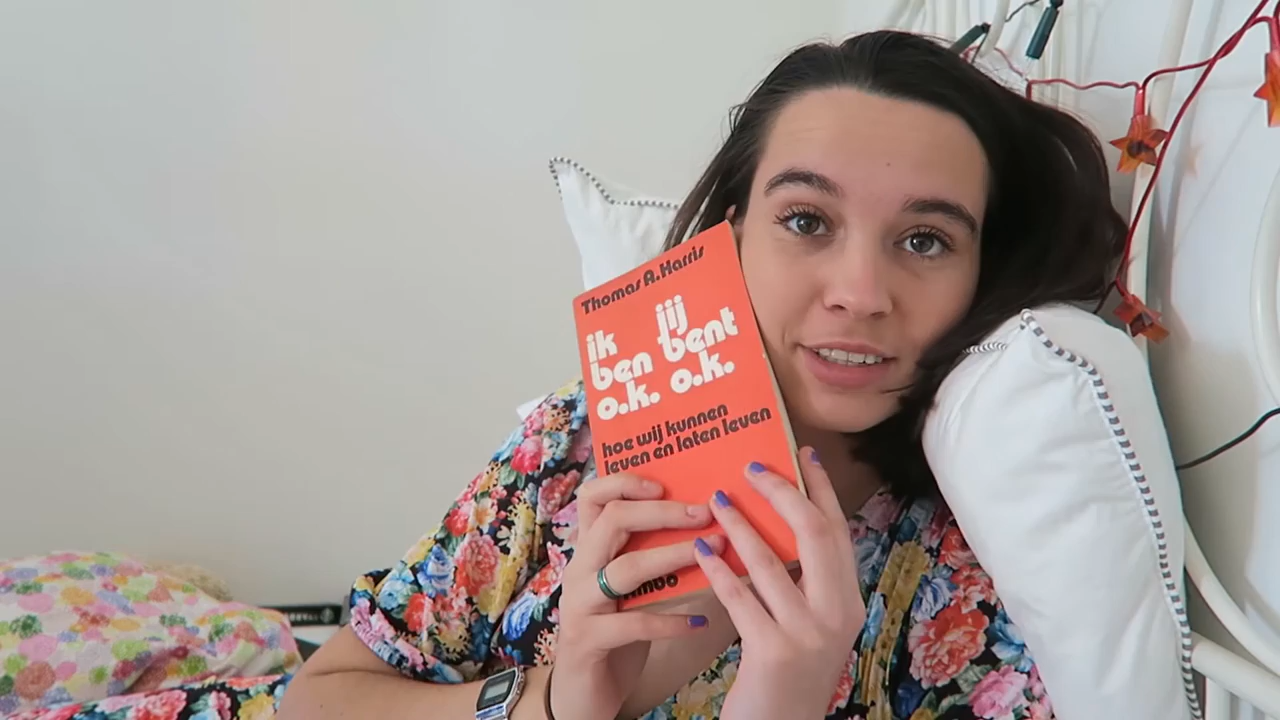 Thomas A. Harris
ik jij
ben bent
o.k. o.k.
hoe wij kunnen
leven en laten leven